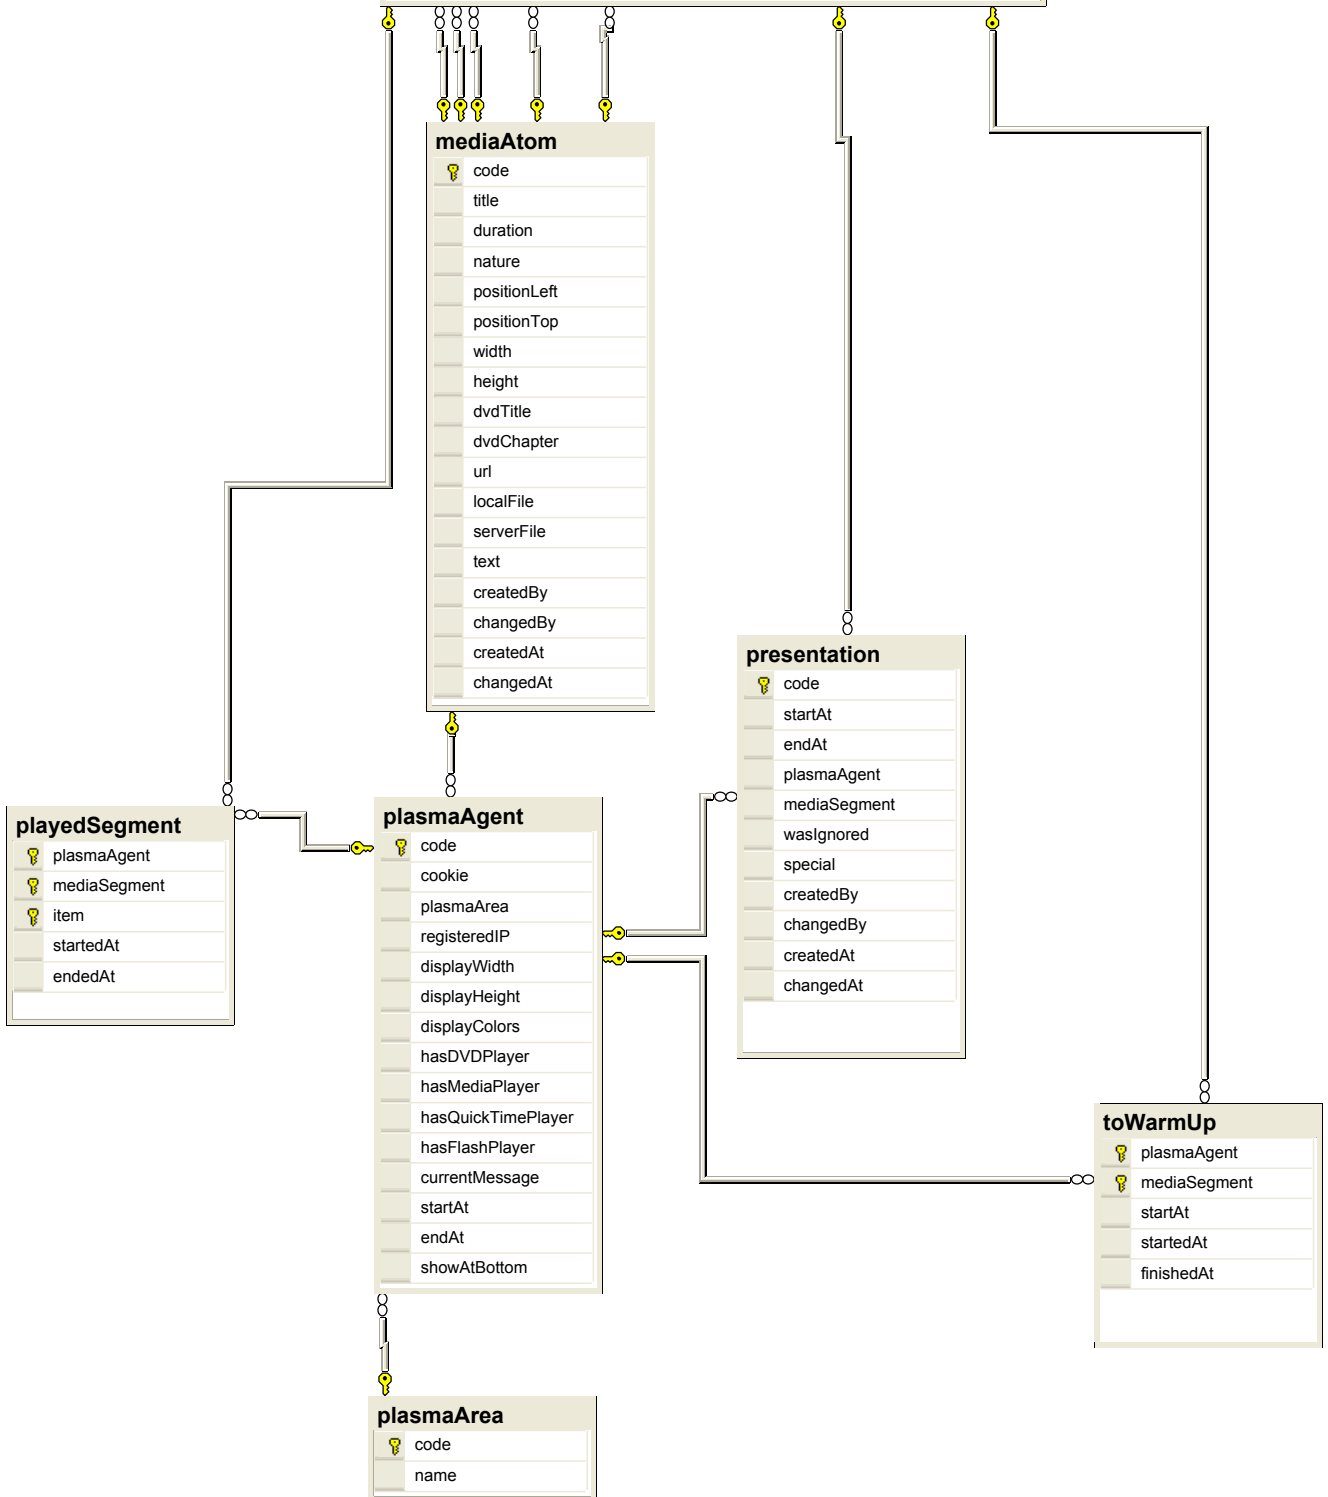 mediaAtom
code
title
duration
nature
positionLeft
positionTop
width
height
dvdTitle
dvdChapter
url
localFile
serverFile
text
createdBy
changedBy
createdAt
changedAt
presentation
code
startAt
endAt
plasmaAgent
mediaSegment
wasIgnored
special
createdBy
changedBy
createdAt
changedAt
playedSegment
plasmaAgent
mediaSegment
item
startedAt
endedAt
plasmaAgent
code
cookie
plasmaArea
registeredIP
displayWidth
displayHeight
displayColors
hasDVDPlayer
hasMediaPlayer
hasQuickTimePlayer
hasFlashPlayer
currentMessage
startAt
endAt
showAtBottom
toWarmUp
plasmaAgent
mediaSegment
startAt
startedAt
finishedAt
plasmaArea
code
name